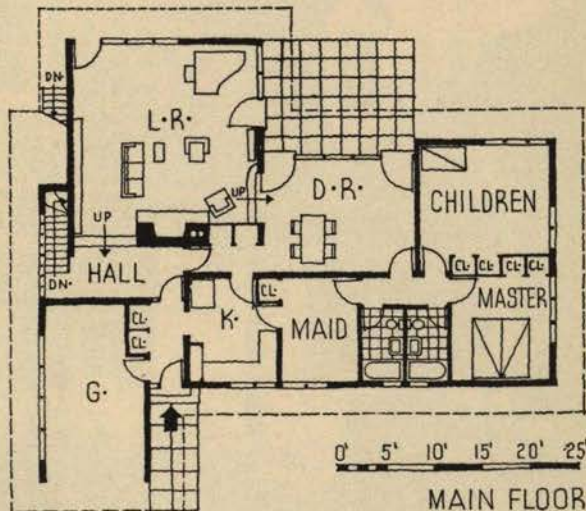 DN·
L·R·
UP
D·R·
CHILDREN
UP
HALL
DN·
CL·
CL· CL· CL· CL·
MASTER
CL·
CL·
K·
MAID
G·
0' 5' 10' 15' 20' 25'
MAIN FLOOR